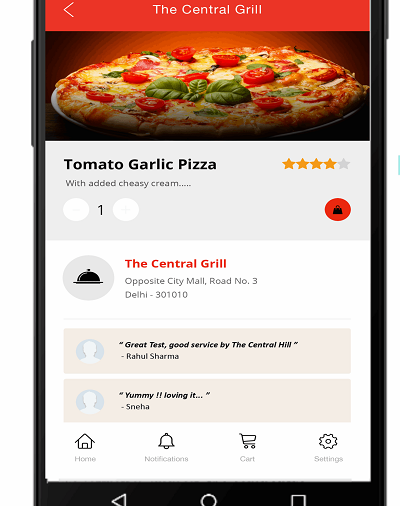 The Central Grill
Tomato Garlic Pizza
With added cheasy cream.....
1
The Central Grill
Opposite City Mall, Road No. 3
Delhi - 301010
“ Great Test, good service by The Central Hill ”
- Rahul Sharma
“ Yummy !! loving it... ”
- Sneha
Home Notifications Cart Settings